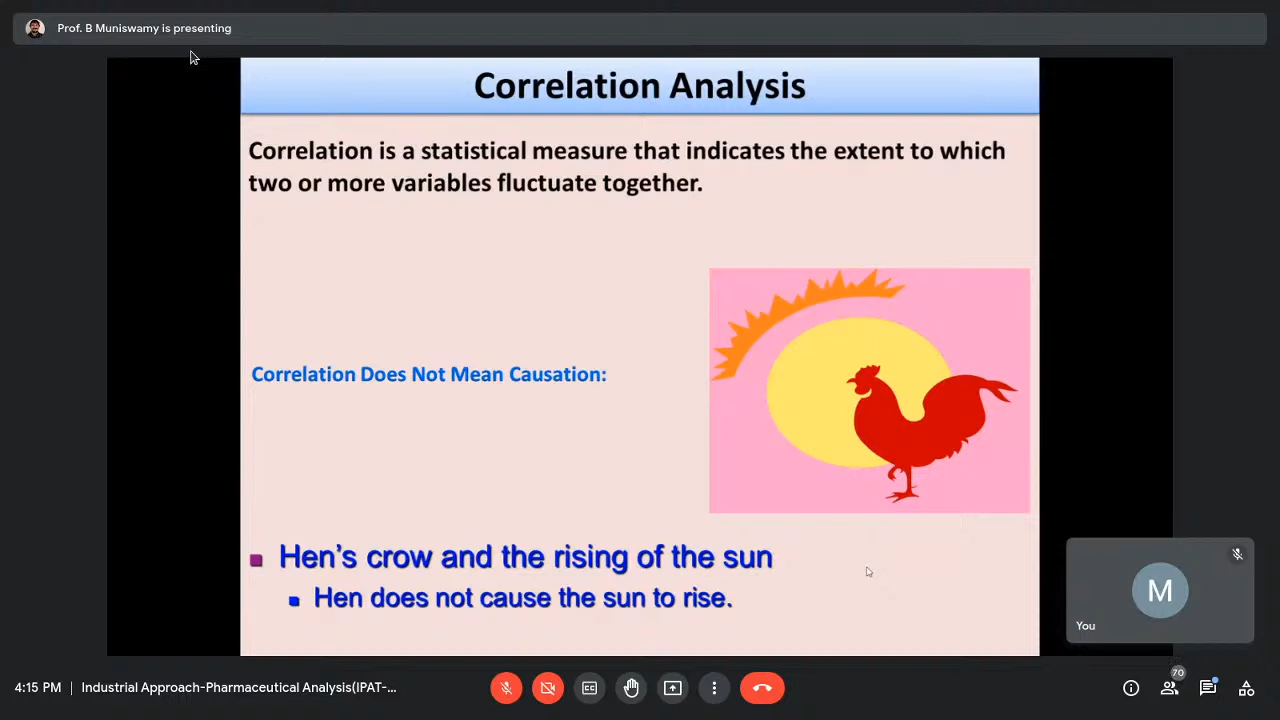 Prof. B Muniswamy is presenting
Correlation Analysis
Correlation is a statistical measure that indicates the extent to which
two or more variables fluctuate together.
Correlation Does Not Mean Causation:
Hen's crow and the rising of the sun
Hen does not cause the sun to rise.
M
You
70
4:15 PM | Industrial Approach-Pharmaceutical Analysis(IPAT-...
CC